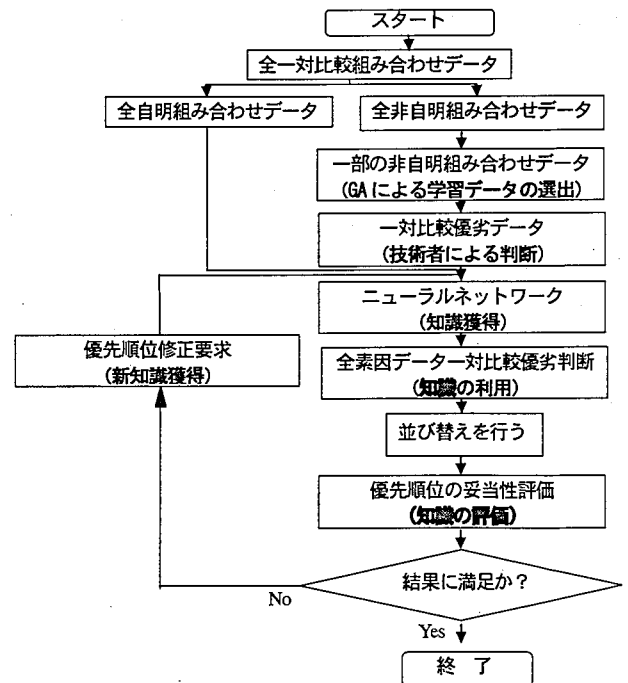 スタート
全一対比較組み合わせデータ
全自明組み合わせデータ
全非自明組み合わせデータ
一部の非自明組み合わせデータ
(GAによる学習データの選出)
一対比較優劣データ
(技術者による判断)
ニューラルネットワーク
(知識獲得)
優先順位修正要求
(新知識獲得)
全素因データ一対比較優劣判断
(知識の利用)
並び替えを行う
優先順位の妥当性評価
(知識の評価)
結果に満足か?
No
Yes
終 了